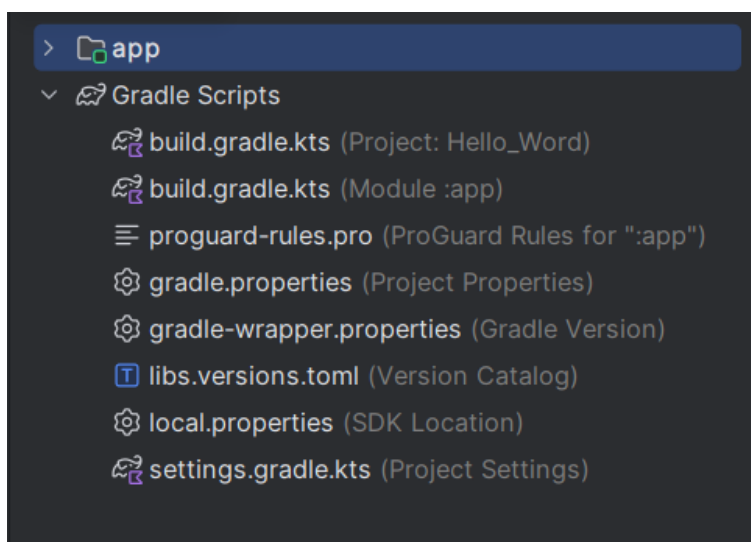 app
Gradle Scripts
build.gradle.kts (Project: Hello_Word)
build.gradle.kts (Module :app)
proguard-rules.pro (ProGuard Rules for ":app")
gradle.properties (Project Properties)
gradle-wrapper.properties (Gradle Version)
libs.versions.toml (Version Catalog)
local.properties (SDK Location)
settings.gradle.kts (Project Settings)